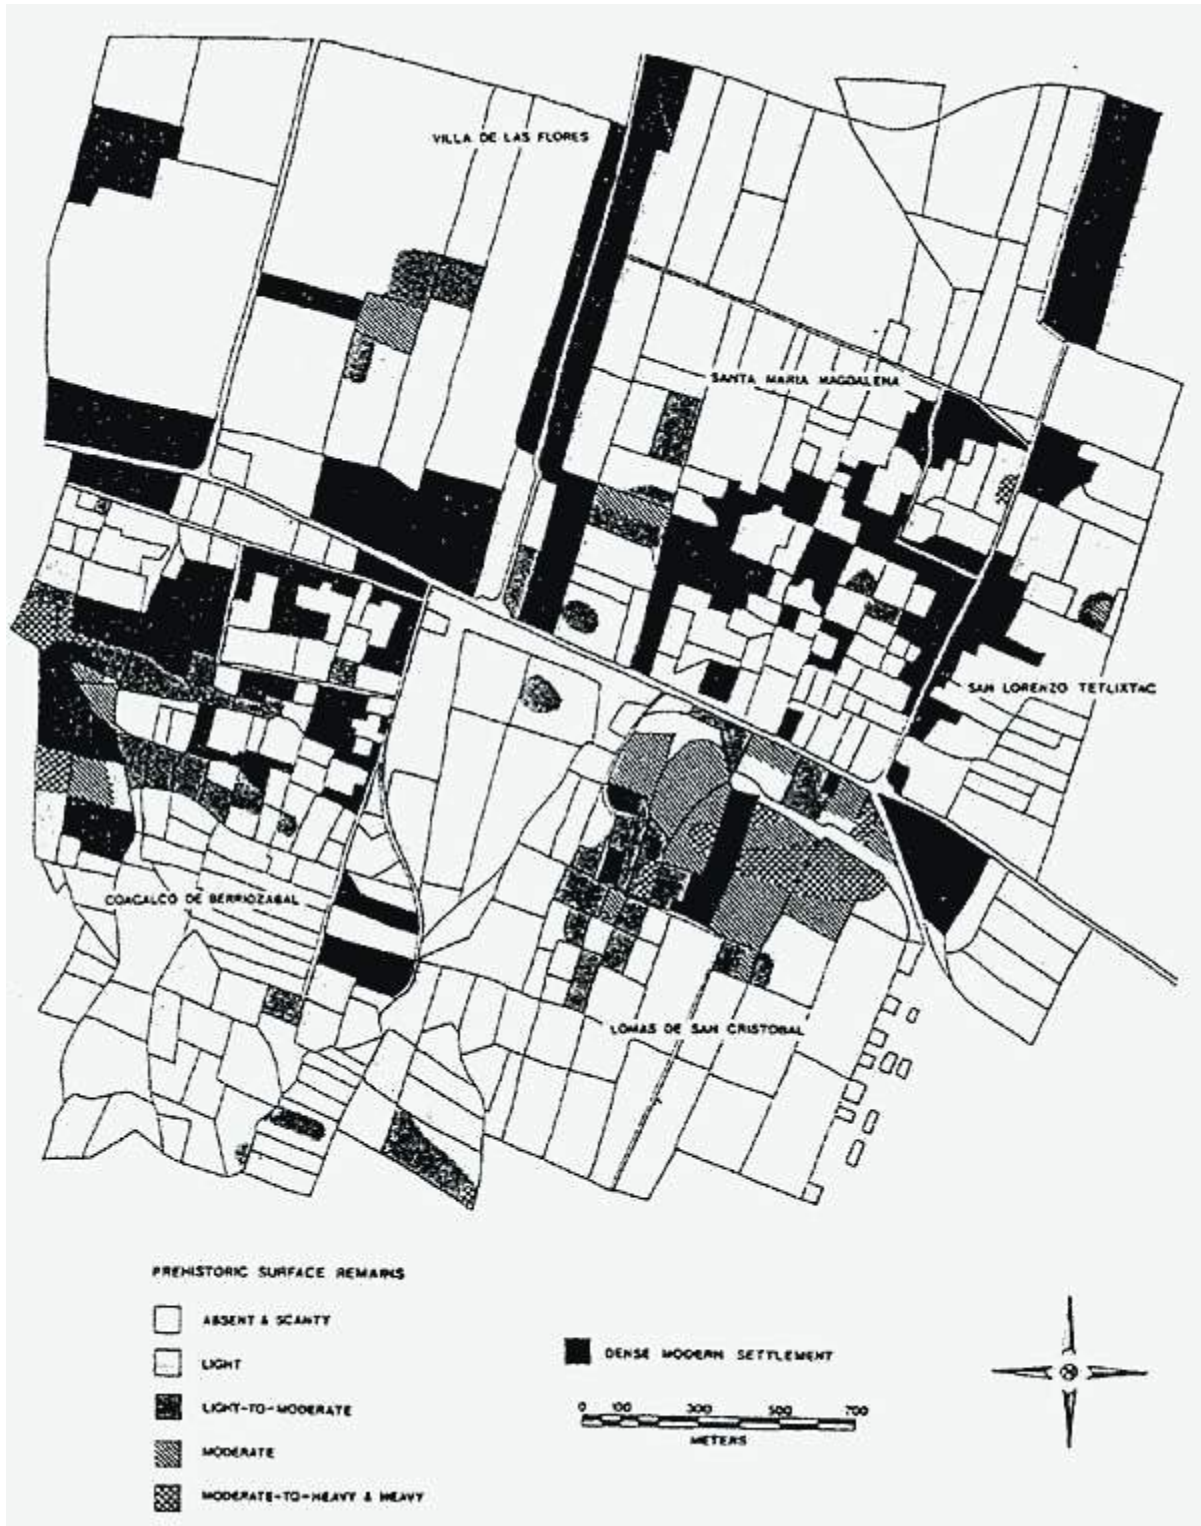 VILLA DE LAS FLORES
SANTA MARIA MAGDALENA
SAN LORENZO TETLIXTAC
COACALCO DE BERRIOZABAL
LOMAS DE SAN CRISTOBAL
PREHISTORIC SURFACE REMAINS
ABSENT & SCANTY
LIGHT
LIGHT-TO-MODERATE
MODERATE
MODERATE-TO-HEAVY & HEAVY
DENSE MODERN SETTLEMENT
0 100 300 500 700
METERS
N